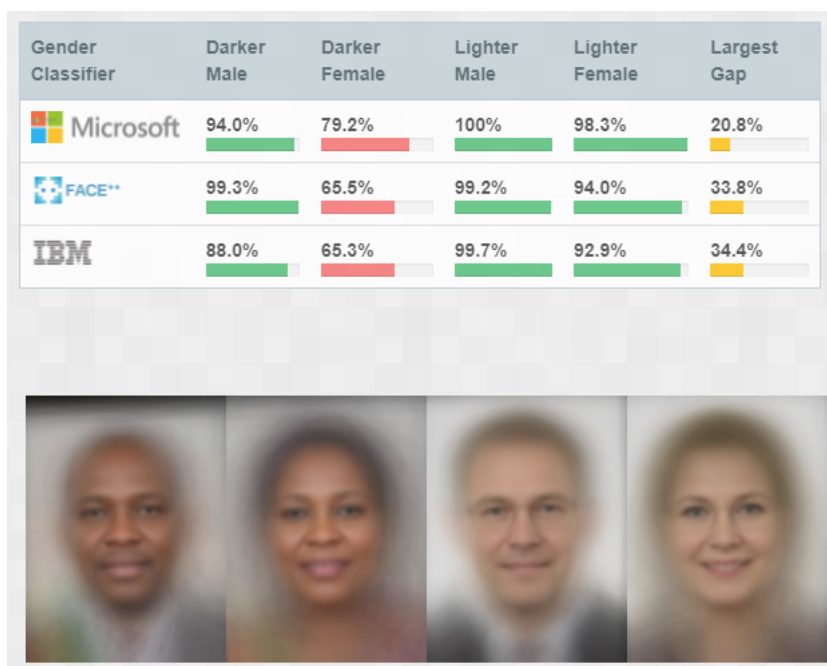 Gender Classifier Darker Male Darker Female Lighter Male Lighter Female Largest Gap
Microsoft 94.0% 79.2% 100% 98.3% 20.8%
FACE++ 99.3% 65.5% 99.2% 94.0% 33.8%
IBM 88.0% 65.3% 99.7% 92.9% 34.4%